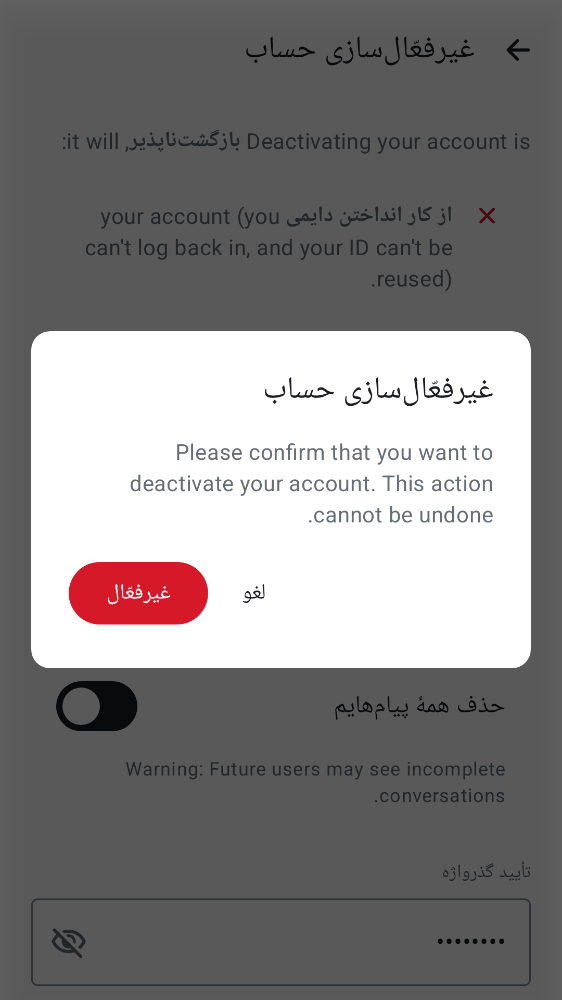 غیرفعّال‌سازی حساب
Deactivating your account is بازگشت‌ناپذیر, it will:
از کار انداختن دایمی your account (you
can't log back in, and your ID can't be
reused).
غیرفعّال‌سازی حساب
Please confirm that you want to
deactivate your account. This action
cannot be undone.
لغو
غیرفعّال
حذف همهٔ پیام‌هایم
Warning: Future users may see incomplete
conversations.
تأیید گذرواژه
••••••••